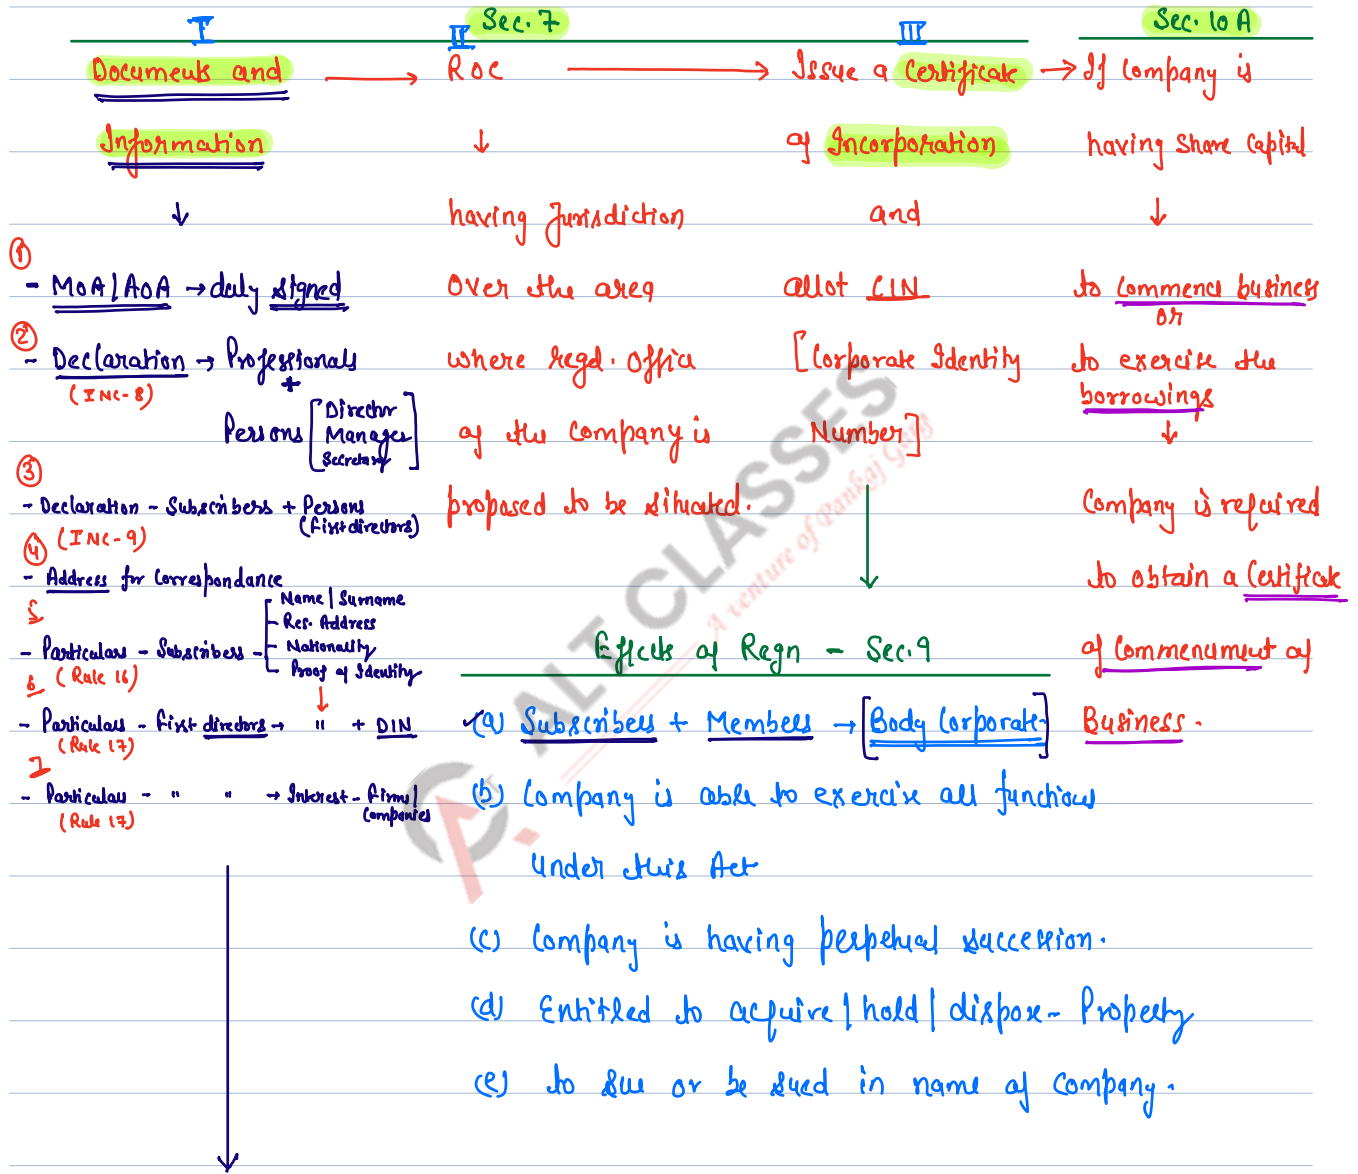 I
Documents and
Information
① - MoA/AoA → duly signed
② - Declaration → Professionals
(INC-8)
+
Persons [Director
Manager
Secretary]
③ - Declaration - Subscribers + Persons
(INC-9) (first directors)
④ - Address for Correspondance
5 - Particulars - Subscribers - Name/Surname
(Rule 16) - Res. Address
- Nationality
- Proof of Identity
6 - Particulars - first directors → " + DIN
(Rule 17)
7 - Particulars - " " → Interest - firms/
(Rule 17) Companies
II Sec. 7
ROC
having Jurisdiction
over the area
where regd. office
of the Company is
proposed to be situated.
III
Issue a Certificate
of Incorporation
and
allot CIN
[Corporate Identity
Number]
Sec. 10A
If Company is
having share Capital
to Commence business
or
to exercise the
borrowings
Company is required
to obtain a Certificate
of Commencement of
Business.
Effects of Regn - Sec. 9
(a) Subscribers + Members → [Body Corporate]
(b) Company is able to exercise all functions
under this Act
(c) Company is having perpetual succession.
(d) Entitled to acquire/hold/dispose - Property
(e) to sue or be sued in name of Company.
ALT CLASSES
A venture of Pankaj Garg